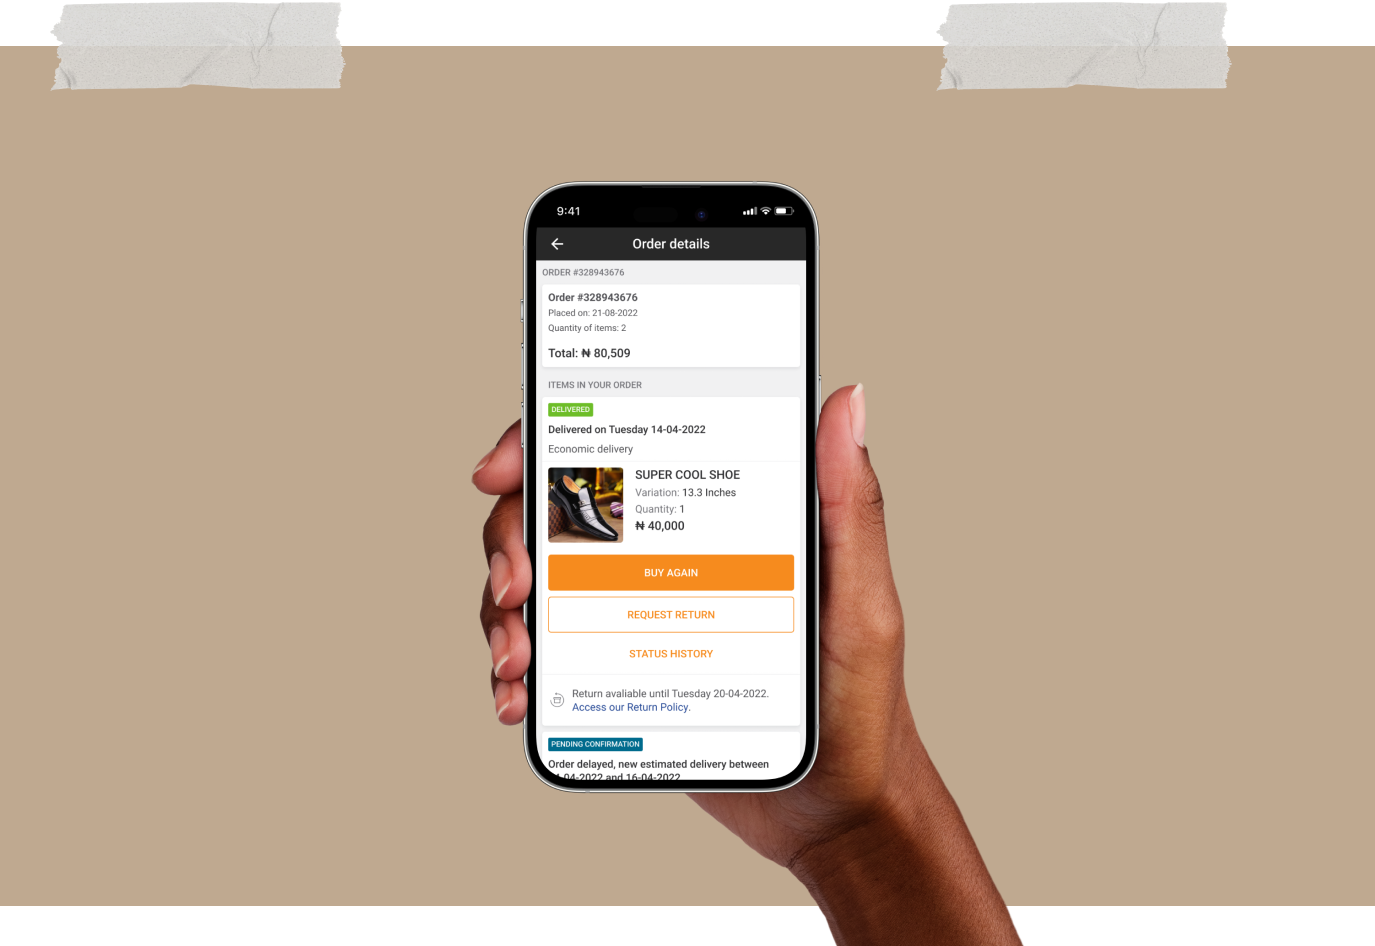 9:41
Order details
ORDER #328943676
Order #328943676
Placed on: 21-08-2022
Quantity of items: 2
Total: ₦ 80,509
ITEMS IN YOUR ORDER
DELIVERED
Delivered on Tuesday 14-04-2022
Economic delivery
SUPER COOL SHOE
Variation: 13.3 Inches
Quantity: 1
₦ 40,000
BUY AGAIN
REQUEST RETURN
STATUS HISTORY
Return avaliable until Tuesday 20-04-2022.
Access our Return Policy.
PENDING CONFIRMATION
Order delayed, new estimated delivery between
and 16-04-2022